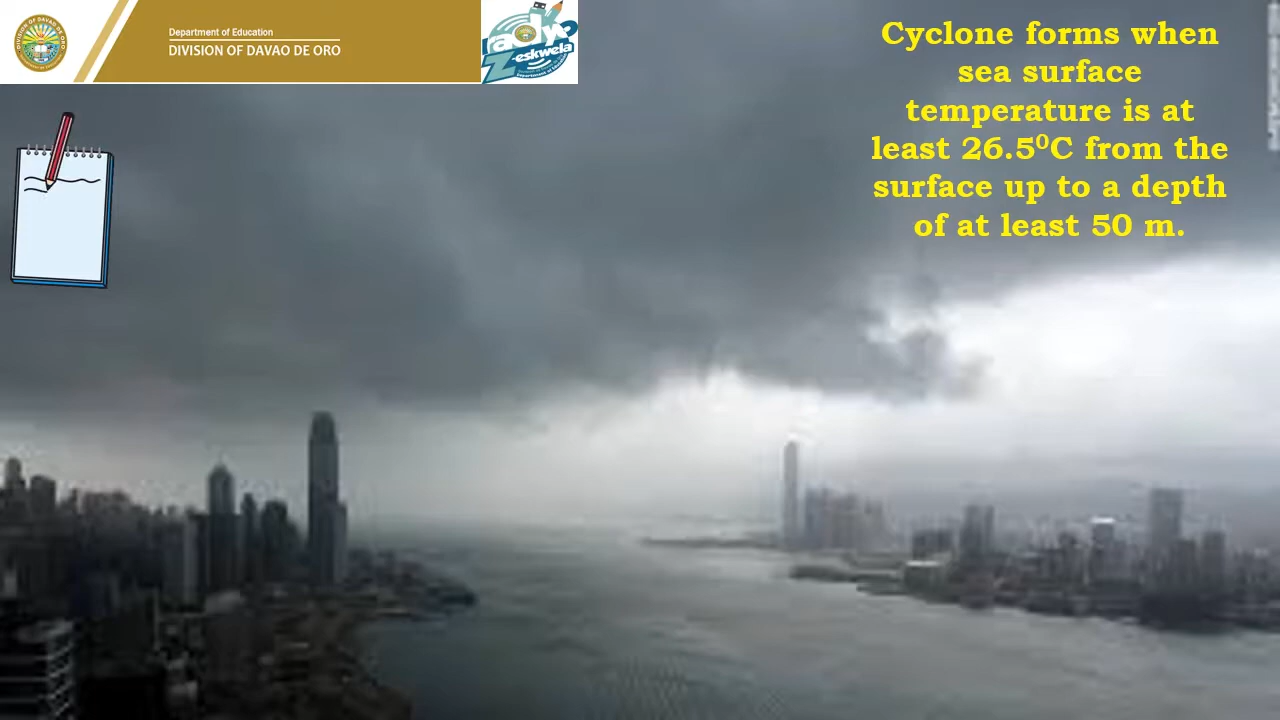 Department of Education
DIVISION OF DAVAO DE ORO
eskwela
Cyclone forms when
sea surface
temperature is at
least 26.5⁰C from the
surface up to a depth
of at least 50 m.